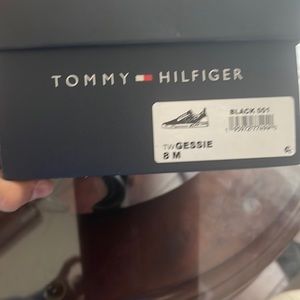 TOMMY HILFIGER
BLACK 001
TWGESSIE
8 M